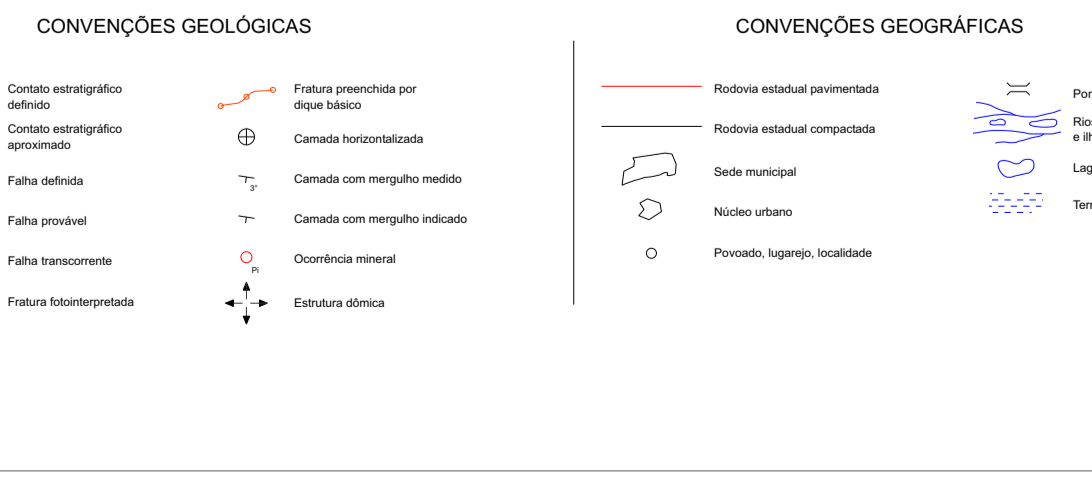 CONVENÇÕES GEOLÓGICAS
Contato estratigráfico
definido
Contato estratigráfico
aproximado
Falha definida
Falha provável
Falha transcorrente
Fratura fotointerpretada
Fratura preenchida por
dique básico
Camada horizontalizada
3°
Camada com mergulho medido
Camada com mergulho indicado
Pi
Ocorrência mineral
Estrutura dômica
CONVENÇÕES GEOGRÁFICAS
Rodovia estadual pavimentada
Rodovia estadual compactada
Sede municipal
Núcleo urbano
Povoado, lugarejo, localidade
e